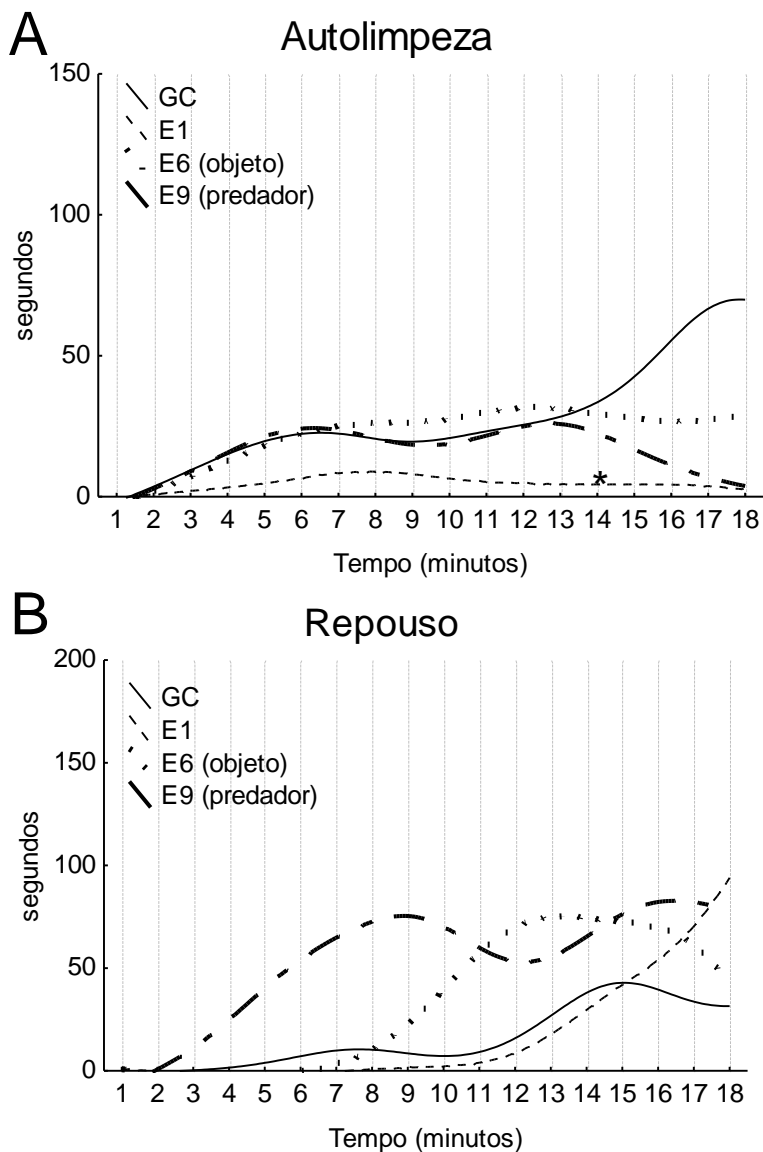 A
Autolimpeza
150
GC
E1
E6 (objeto)
E9 (predador)
100
segundos
50
*
0
1 2 3 4 5 6 7 8 9 10 11 12 13 14 15 16 17 18
Tempo (minutos)
B
Repouso
200
GC
E1
E6 (objeto)
E9 (predador)
150
segundos
100
50
0
1 2 3 4 5 6 7 8 9 10 11 12 13 14 15 16 17 18
Tempo (minutos)